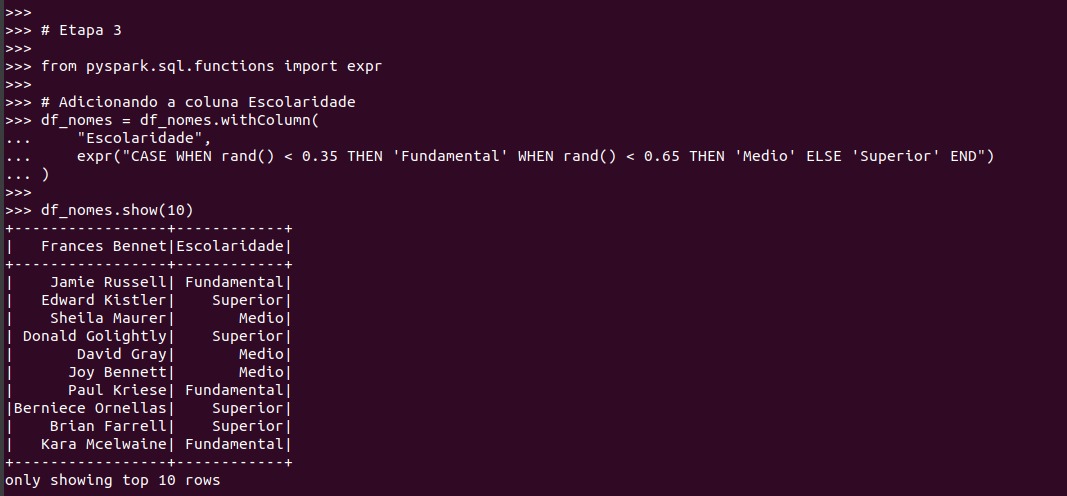 >>>
>>> # Etapa 3
>>>
>>> from pyspark.sql.functions import expr
>>>
>>> # Adicionando a coluna Escolaridade
>>> df_nomes = df_nomes.withColumn(
...     "Escolaridade",
...     expr("CASE WHEN rand() < 0.35 THEN 'Fundamental' WHEN rand() < 0.65 THEN 'Medio' ELSE 'Superior' END")
... )
>>>
>>> df_nomes.show(10)
+-----------------+------------+
|   Frances Bennet|Escolaridade|
+-----------------+------------+
|    Jamie Russell| Fundamental|
|   Edward Kistler|    Superior|
|    Sheila Maurer|       Medio|
| Donald Golightly|    Superior|
|       David Gray|       Medio|
|      Joy Bennett|       Medio|
|      Paul Kriese| Fundamental|
|Berniece Ornellas|    Superior|
|    Brian Farrell|    Superior|
|   Kara Mcelwaine| Fundamental|
+-----------------+------------+
only showing top 10 rows